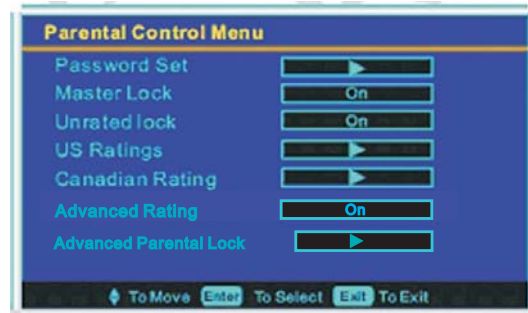 Parental Control Menu
Password Set
Master Lock On
Unrated lock On
US Ratings
Canadian Rating
Advanced Rating On
Advanced Parental Lock
To Move Enter To Select Exit To Exit